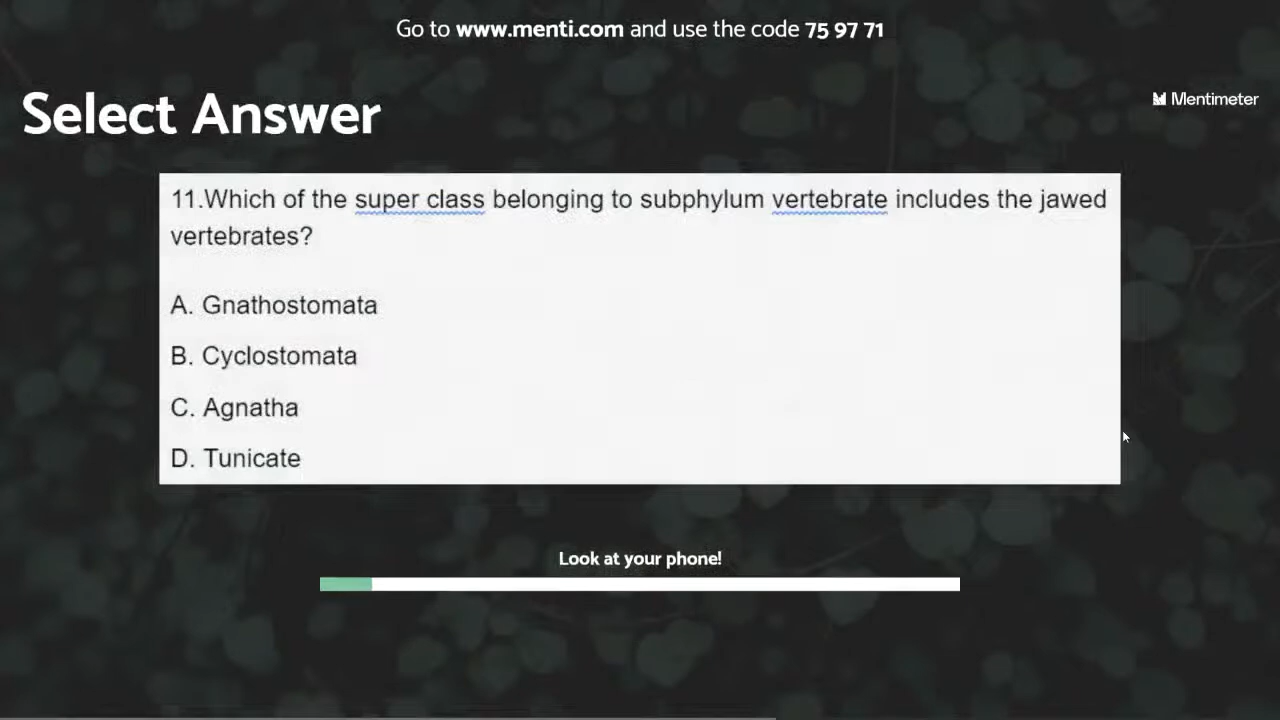 Go to www.menti.com and use the code 75 97 71
Select Answer
Mentimeter
11.Which of the super class belonging to subphylum vertebrate includes the jawed
vertebrates?
A. Gnathostomata
B. Cyclostomata
C. Agnatha
D. Tunicate
Look at your phone!